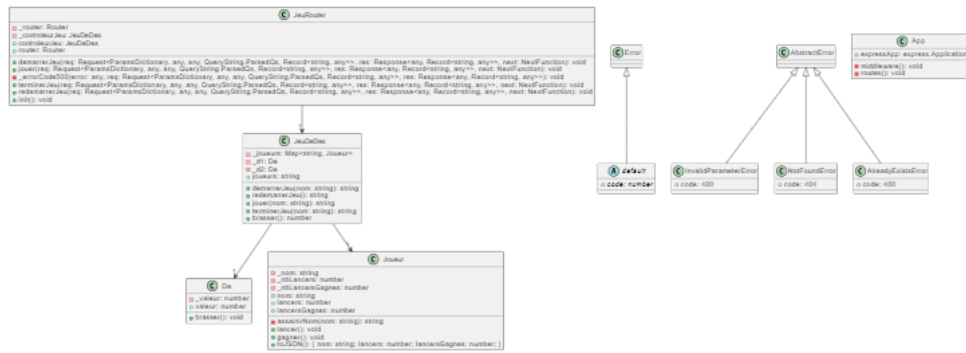 JeuRouter
_router: Router
_controleurJeu: JeuDeDes
controleurJeu: JeuDeDes
router: Router
demarrerJeu(req: Request<ParamsDictionary, any, any, QueryString.ParsedQs, Record<string, any>>, res: Response<any, Record<string, any>>, next: NextFunction): void
jouer(req: Request<ParamsDictionary, any, any, QueryString.ParsedQs, Record<string, any>>, res: Response<any, Record<string, any>>, next: NextFunction): void
_errorCode500(error: any, req: Request<ParamsDictionary, any, any, QueryString.ParsedQs, Record<string, any>>, res: Response<any, Record<string, any>>): void
terminerJeu(req: Request<ParamsDictionary, any, any, QueryString.ParsedQs, Record<string, any>>, res: Response<any, Record<string, any>>, next: NextFunction): void
redemarrerJeu(req: Request<ParamsDictionary, any, any, QueryString.ParsedQs, Record<string, any>>, res: Response<any, Record<string, any>>, next: NextFunction): void
init(): void
Error
AbstractError
App
expressApp: express.Application
middleware(): void
routes(): void
JeuDeDes
_joueurs: Map<string, Joueur>
_d1: De
_d2: De
joueurs: string
demarrerJeu(nom: string): string
redemarrerJeu(): string
jouer(nom: string): string
terminerJeu(nom: string): string
brasser(): number
default
code: number
InvalidParameterError
code: 400
NotFoundError
code: 404
AlreadyExistsError
code: 400
De
_valeur: number
valeur: number
brasser(): void
Joueur
_nom: string
_nbLancers: number
_nbLancersGagnes: number
nom: string
lancers: number
lancersGagnes: number
assainirNom(nom: string): string
lancer(): void
gagner(): void
toJSON(): { nom: string; lancers: number; lancersGagnes: number; }